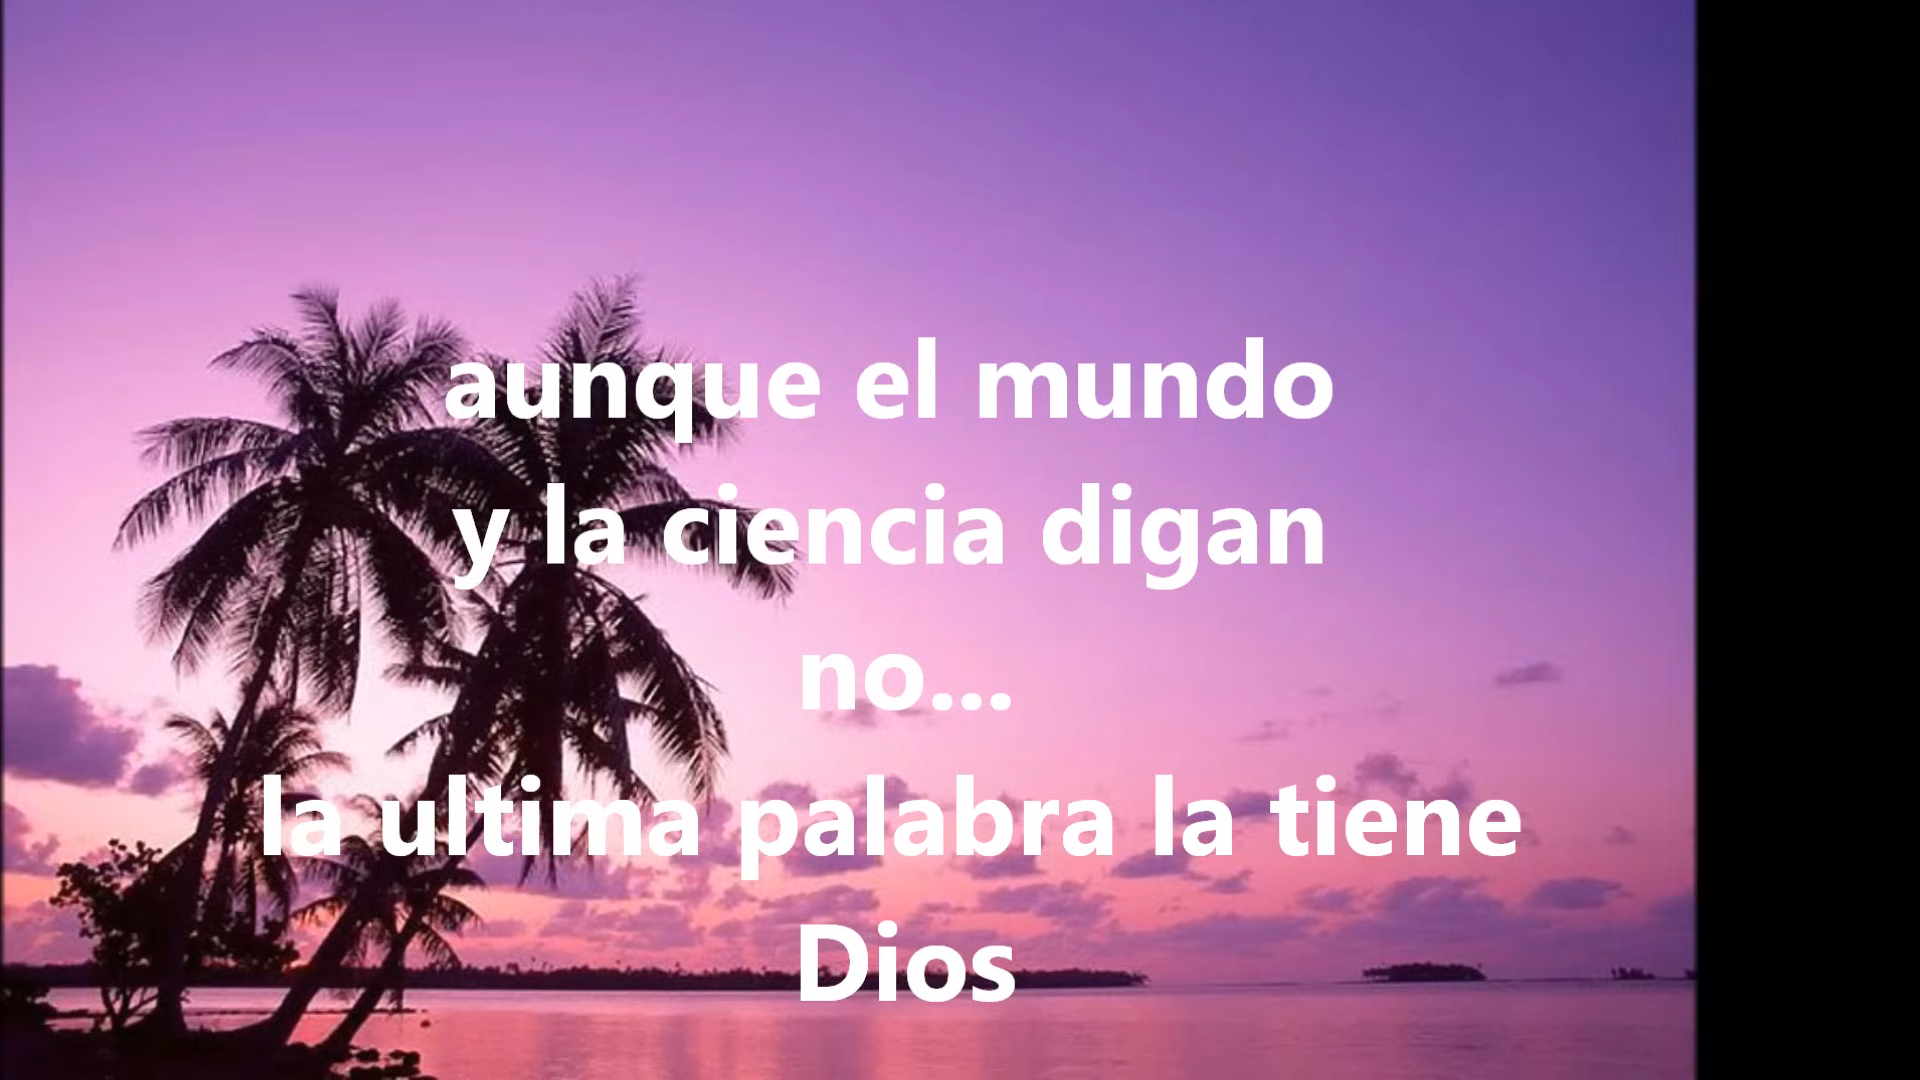 aunque el mundo
y la ciencia digan
no...
la ultima palabra la tiene
Dios